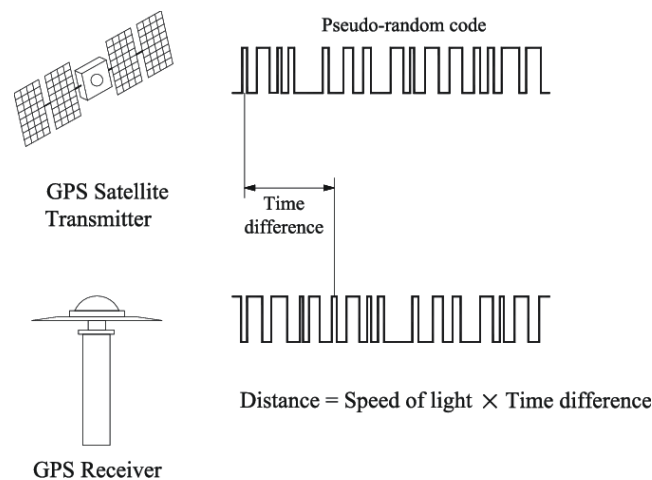 Pseudo-random code
GPS Satellite
Transmitter
Time
difference
Distance = Speed of light × Time difference
GPS Receiver